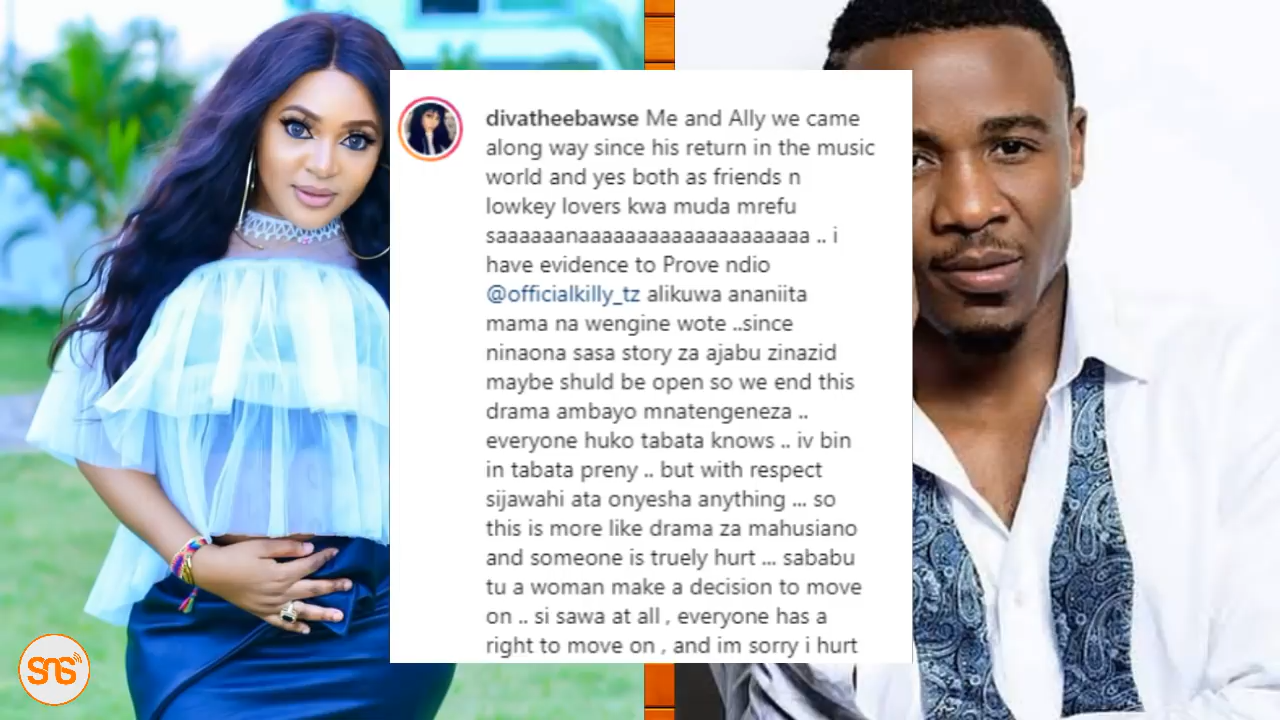 divatheebawse Me and Ally we came
along way since his return in the music
world and yes both as friends n
lowkey lovers kwa muda mrefu
saaaaaanaaaaaaaaaaaaaaaaaaaaa .. i
have evidence to Prove ndio
@officialkilly_tz alikuwa ananiita
mama na wengine wote ..since
ninaona sasa story za ajabu zinazid
maybe shuld be open so we end this
drama ambayo mnatengeneza ..
everyone huko tabata knows .. iv bin
in tabata preny .. but with respect
sijawahi ata onyesha anything ... so
this is more like drama za mahusiano
and someone is truely hurt ... sababu
tu a woman make a decision to move
on .. si sawa at all , everyone has a
right to move on , and im sorry i hurt
SNS